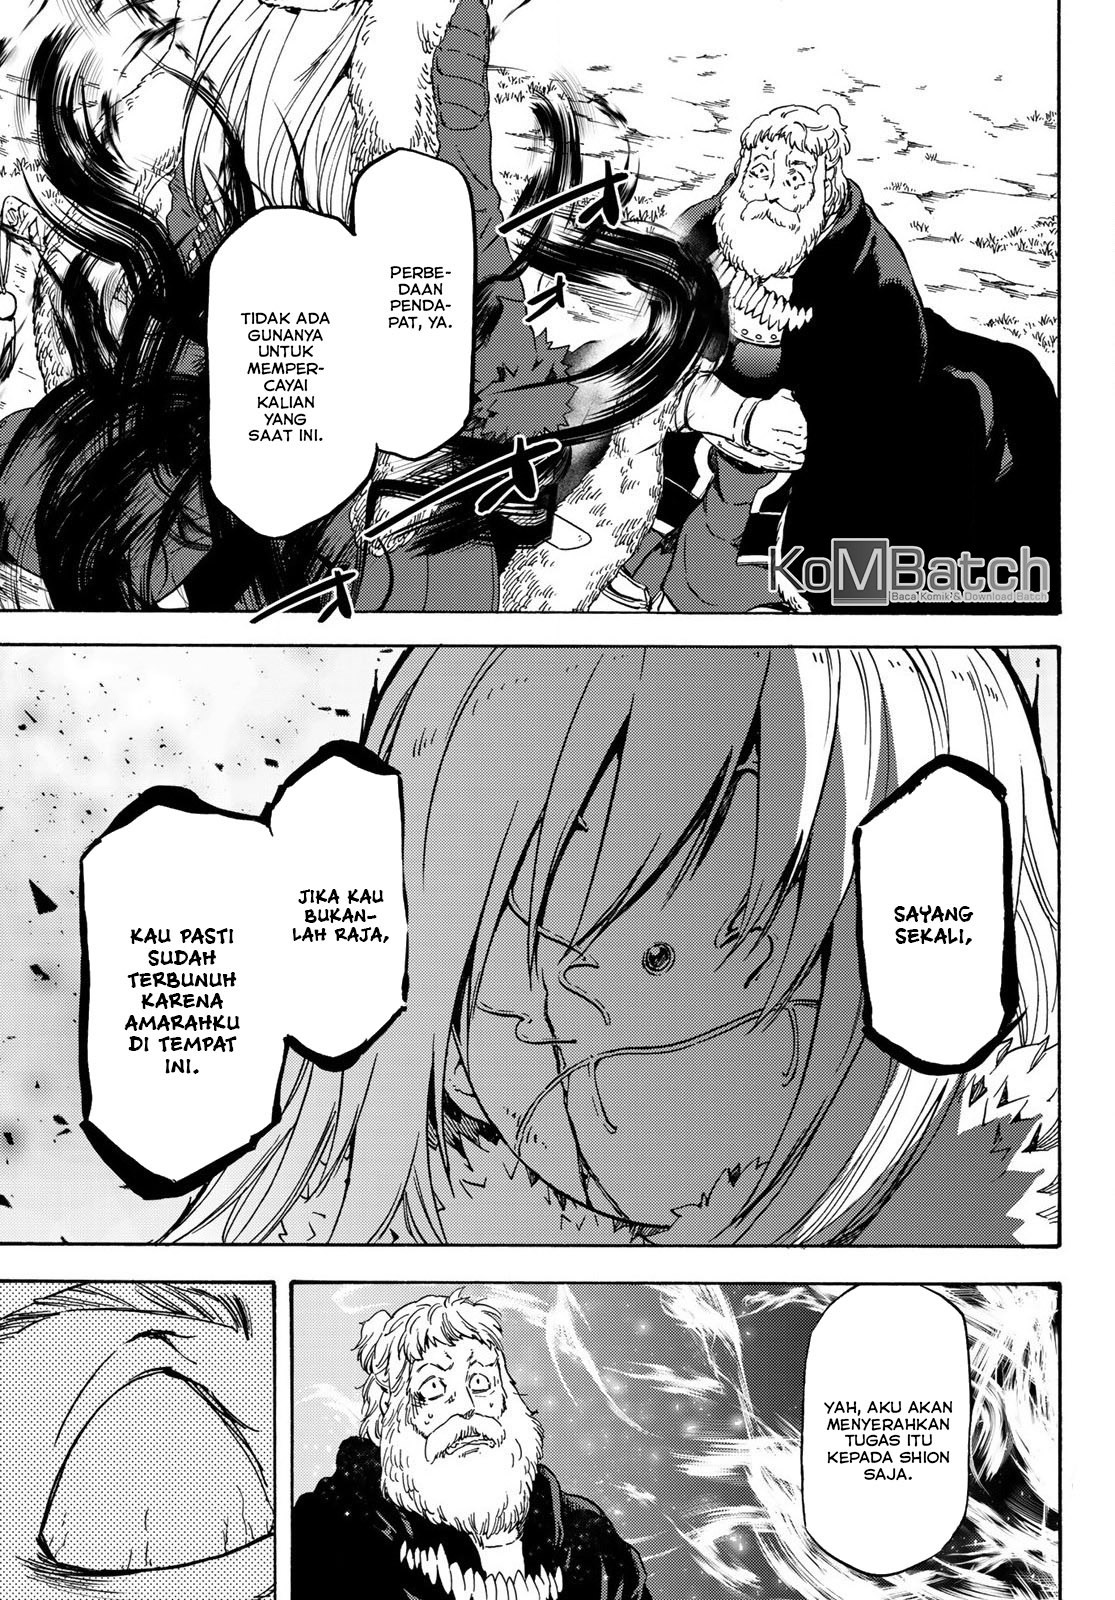 PERBE-
DAAN
PENDA-
PAT, YA.
TIDAK ADA
GUNANYA
UNTUK
MEMPER-
CAYAI
KALIAN
YANG
SAAT INI.
KoMBatch
Baca Komik & Download Batch
SAYANG
SEKALI,
JIKA KAU
BUKAN-
LAH RAJA,
KAU PASTI
SUDAH
TERBUNUH
KARENA
AMARAHKU
DI TEMPAT
INI.
YAH, AKU AKAN
MENYERAHKAN
TUGAS ITU
KEPADA SHION
SAJA.